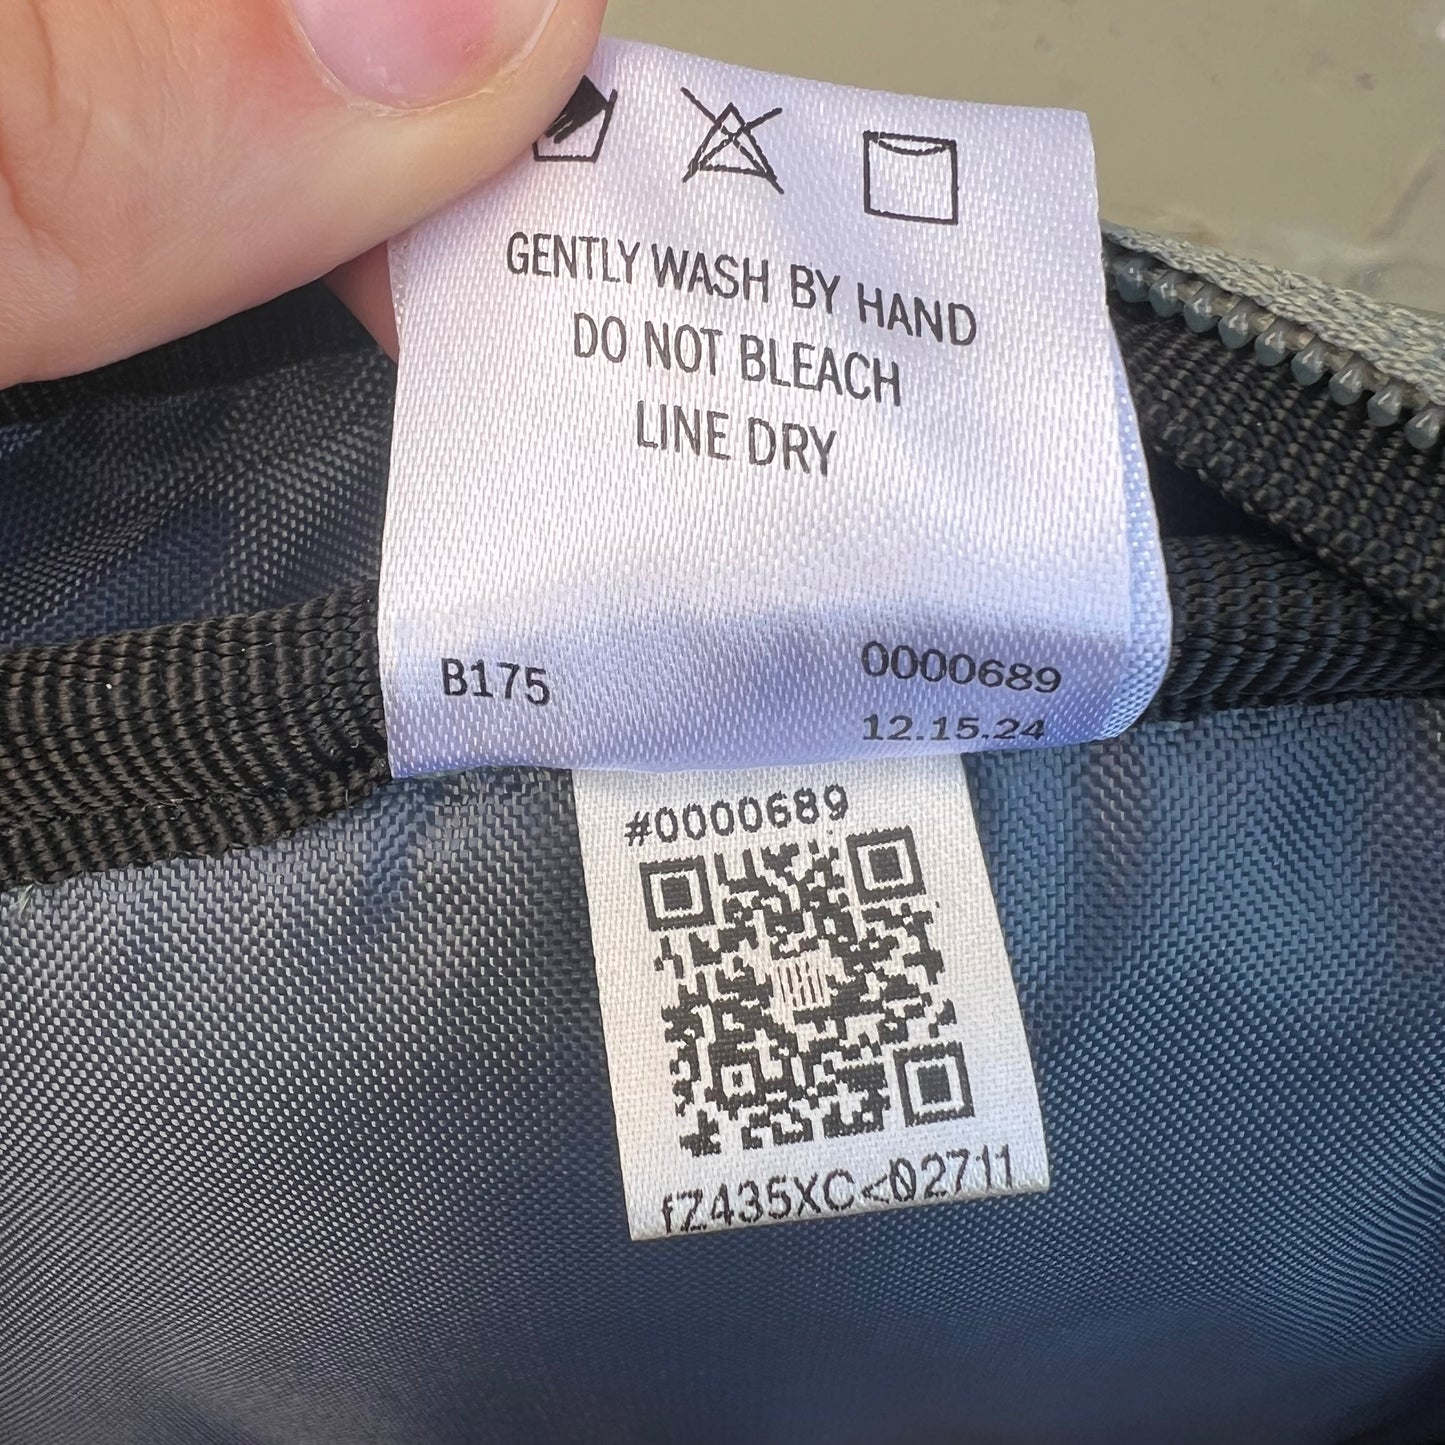 GENTLY WASH BY HAND
DO NOT BLEACH
LINE DRY
B175
0000689
12.15.24
#0000689
fZ435XC<02711